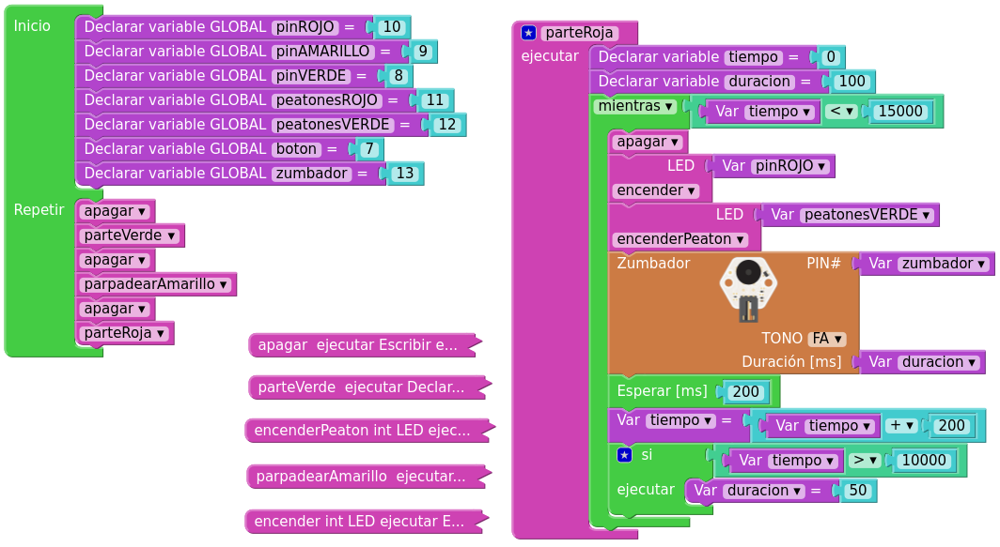 Inicio
Declarar variable GLOBAL pinROJO = 10
Declarar variable GLOBAL pinAMARILLO = 9
Declarar variable GLOBAL pinVERDE = 8
Declarar variable GLOBAL peatonesROJO = 11
Declarar variable GLOBAL peatonesVERDE = 12
Declarar variable GLOBAL boton = 7
Declarar variable GLOBAL zumbador = 13
Repetir
apagar ▾
parteVerde ▾
apagar ▾
parpadearAmarillo ▾
apagar ▾
parteRoja ▾
apagar ejecutar Escribir e...
parteVerde ejecutar Declar...
encenderPeaton int LED ejec...
parpadearAmarillo ejecutar...
encender int LED ejecutar E...
parteRoja
ejecutar
Declarar variable tiempo = 0
Declarar variable duracion = 100
mientras ▾ Var tiempo ▾ < ▾ 15000
apagar ▾
LED Var pinROJO ▾
encender ▾
LED Var peatonesVERDE ▾
encenderPeaton ▾
Zumbador PIN# Var zumbador ▾
TONO FA ▾
Duración [ms] Var duracion ▾
Esperar [ms] 200
Var tiempo ▾ = Var tiempo ▾ + ▾ 200
si Var tiempo ▾ > ▾ 10000
ejecutar Var duracion ▾ = 50